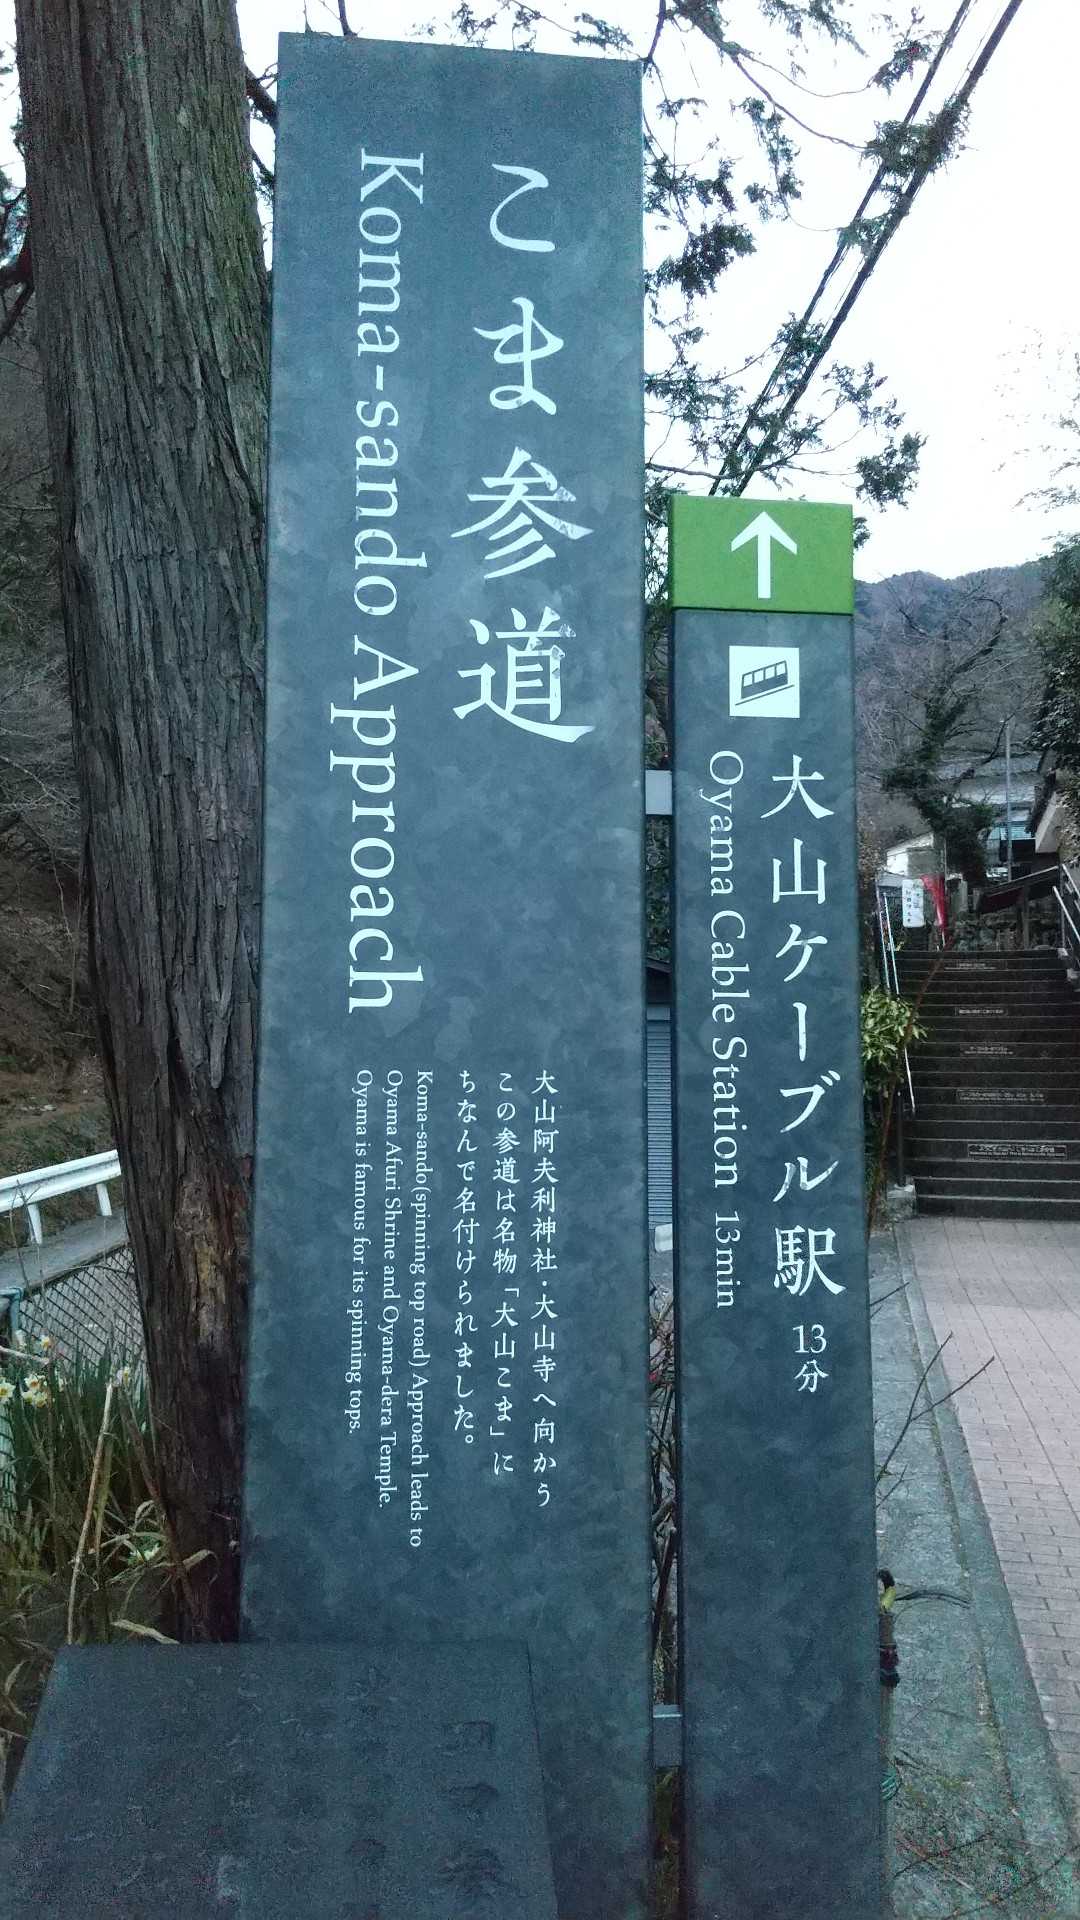 こま参道
Koma-sando Approach
大山阿夫利神社・大山寺へ向かう
この参道は名物「大山こま」に
ちなんで名付けられました。
Koma-sando(spinning top road) Approach leads to
Oyama Afuri Shrine and Oyama-dera Temple.
Oyama is famous for its spinning tops.
大山ケーブル駅 13分
Oyama Cable Station 13min